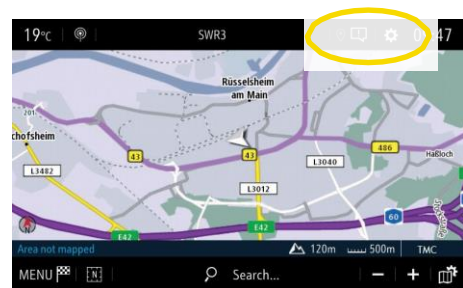 19°C SWR3 47
Rüsselsheim
am Main
201
chofsheim
43
43
486
Haßloch
L3482
L3040
L3012
60
E42
E42
Area not mapped 120m 500m TMC
MENU N Search... − +